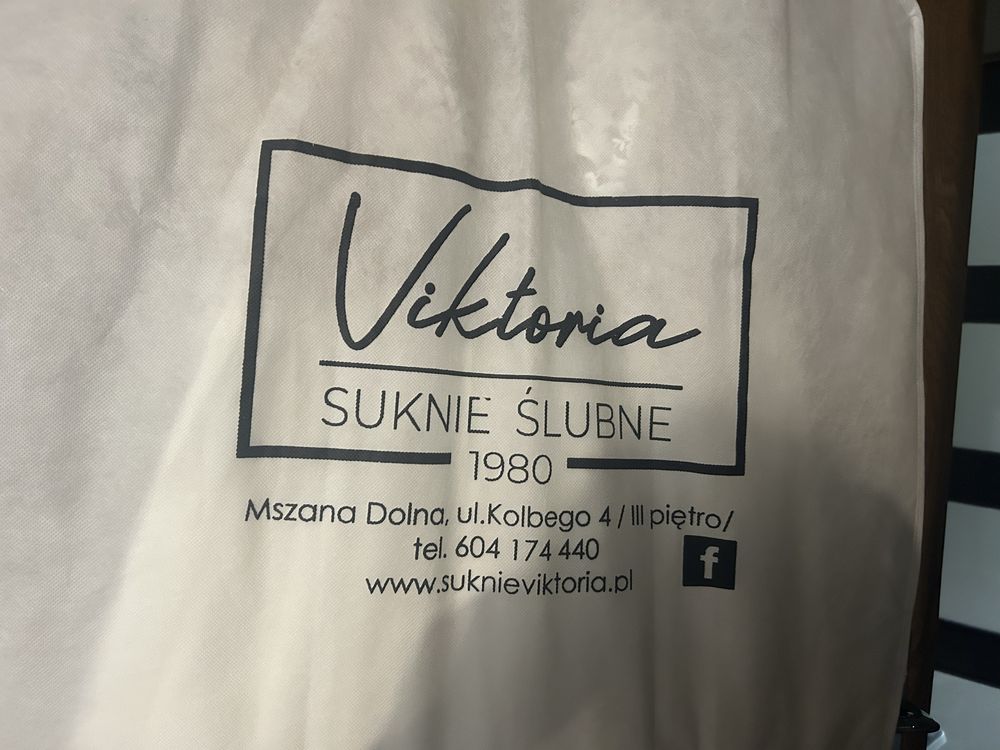 Viktoria
SUKNIE ŚLUBNE
1980
Mszana Dolna, ul.Kolbego 4 / III piętro/
tel. 604 174 440
www.suknieviktoria.pl
f